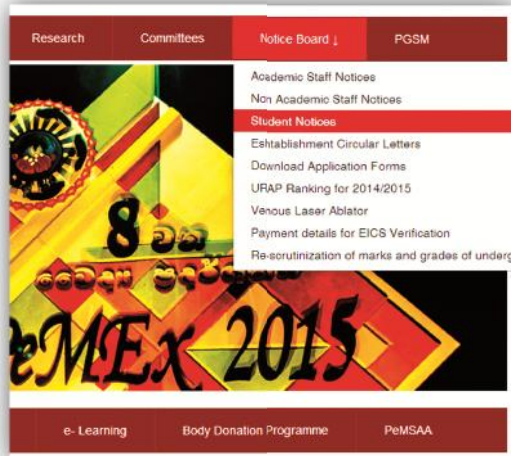 Research Committees Notice Board ↓ PGSM
Academic Staff Notices
Non Academic Staff Notices
Student Notices
Eshtablishment Circular Letters
Download Application Forms
URAP Ranking for 2014/2015
Venous Laser Ablator
Payment details for EICS Verification
Re-scrutinization of marks and grades of underg
8 වන
වෛද්‍ය ප්‍රදර්ශනය
PeMEx 2015
e- Learning Body Donation Programme PeMSAA